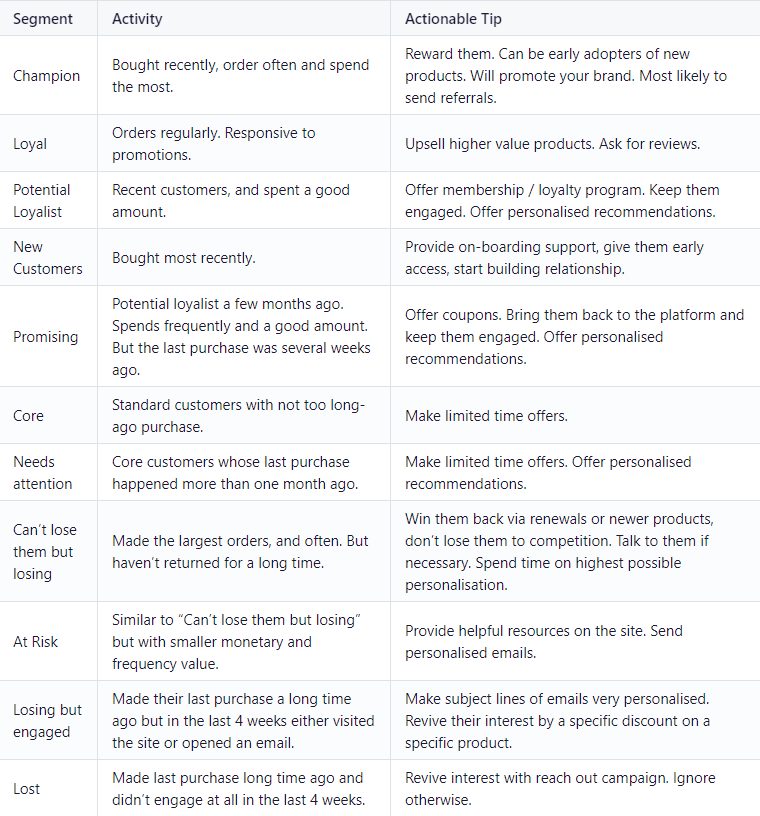 Segment
Activity
Actionable Tip
Champion
Bought recently, order often and spend
the most.
Reward them. Can be early adopters of new
products. Will promote your brand. Most likely to
send referrals.
Loyal
Orders regularly. Responsive to
promotions.
Upsell higher value products. Ask for reviews.
Potential
Loyalist
Recent customers, and spent a good
amount.
Offer membership / loyalty program. Keep them
engaged. Offer personalised recommendations.
New
Customers
Bought most recently.
Provide on-boarding support, give them early
access, start building relationship.
Promising
Potential loyalist a few months ago.
Spends frequently and a good amount.
But the last purchase was several weeks
ago.
Offer coupons. Bring them back to the platform and
keep them engaged. Offer personalised
recommendations.
Core
Standard customers with not too long-
ago purchase.
Make limited time offers.
Needs
attention
Core customers whose last purchase
happened more than one month ago.
Make limited time offers. Offer personalised
recommendations.
Can’t lose
them but
losing
Made the largest orders, and often. But
haven’t returned for a long time.
Win them back via renewals or newer products,
don’t lose them to competition. Talk to them if
necessary. Spend time on highest possible
personalisation.
At Risk
Similar to “Can’t lose them but losing”
but with smaller monetary and
frequency value.
Provide helpful resources on the site. Send
personalised emails.
Losing but
engaged
Made their last purchase a long time
ago but in the last 4 weeks either visited
the site or opened an email.
Make subject lines of emails very personalised.
Revive their interest by a specific discount on a
specific product.
Lost
Made last purchase long time ago and
didn’t engage at all in the last 4 weeks.
Revive interest with reach out campaign. Ignore
otherwise.